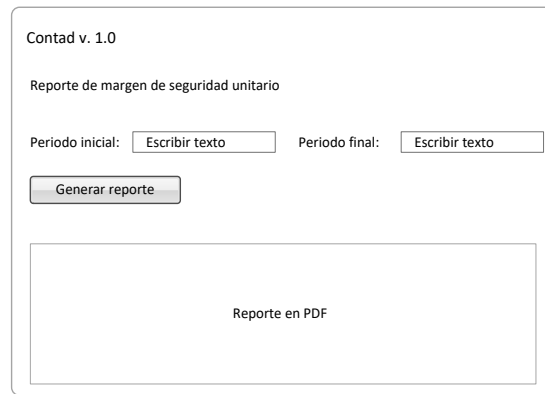 Contad v. 1.0
Reporte de margen de seguridad unitario
Periodo inicial: Escribir texto Periodo final: Escribir texto
Generar reporte
Reporte en PDF